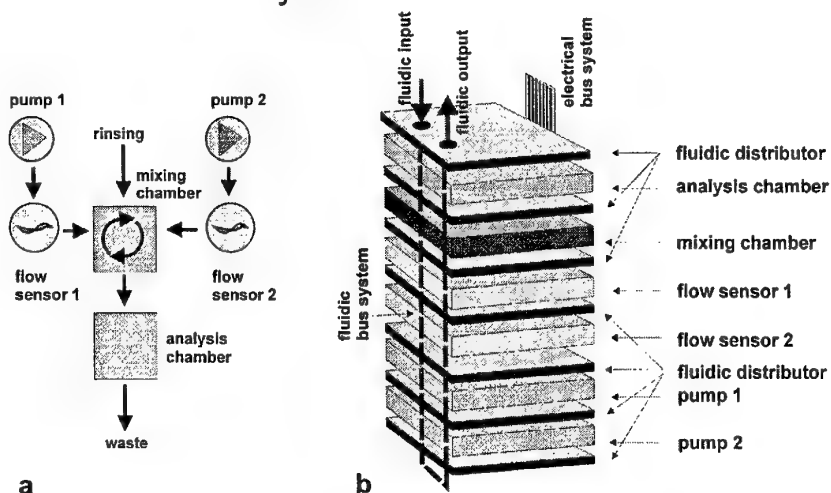 pump 1
pump 2
rinsing
mixing
chamber
flow
sensor 1
flow
sensor 2
analysis
chamber
waste
a
fluidic input
fluidic output
electrical
bus system
fluidic
bus system
fluidic distributor
analysis chamber
mixing chamber
flow sensor 1
flow sensor 2
fluidic distributor
pump 1
pump 2
b